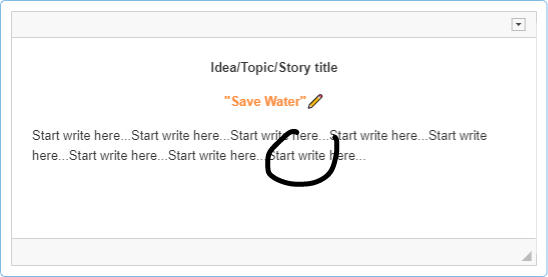 Idea/Topic/Story title
"Save Water"✏️
Start write here...Start write here...Start write here...Start write here...Start write
here...Start write here...Start write here...Start write here...